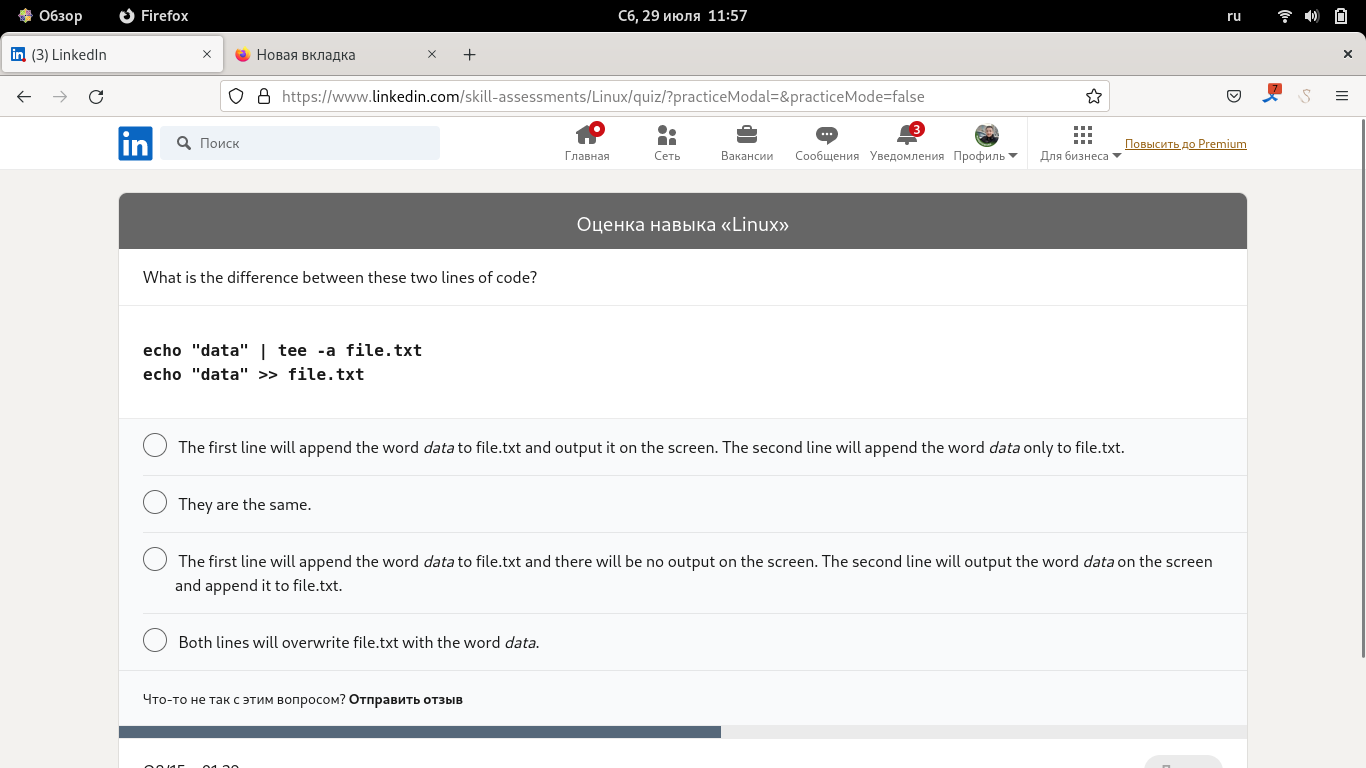 Обзор
Firefox
Сб, 29 июля 11:57
ru
(3) LinkedIn
Новая вкладка
https://www.linkedin.com/skill-assessments/Linux/quiz/?practiceModal=&practiceMode=false
7
in
Поиск
Главная
Сеть
Вакансии
Сообщения
3
Уведомления
Профиль
Для бизнеса
Повысить до Premium
Оценка навыка «Linux»
What is the difference between these two lines of code?
echo "data" | tee -a file.txt
echo "data" >> file.txt
The first line will append the word data to file.txt and output it on the screen. The second line will append the word data only to file.txt.
They are the same.
The first line will append the word data to file.txt and there will be no output on the screen. The second line will output the word data on the screen
and append it to file.txt.
Both lines will overwrite file.txt with the word data.
Что-то не так с этим вопросом? Отправить отзыв